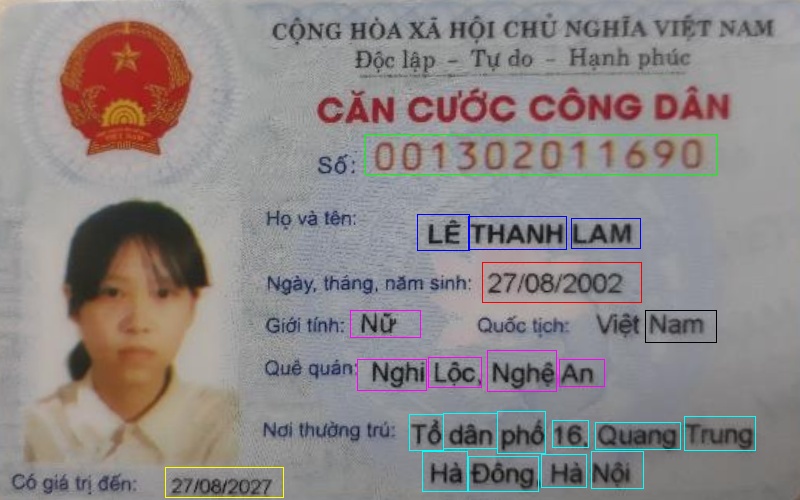 CỘNG HÒA XÃ HỘI CHỦ NGHĨA VIỆT NAM
Độc lập - Tự do - Hạnh phúc
CĂN CƯỚC CÔNG DÂN
Số: 001302011690
Họ và tên:
LÊ THANH LAM
Ngày, tháng, năm sinh: 27/08/2002
Giới tính: Nữ Quốc tịch: Việt Nam
Quê quán: Nghi Lộc, Nghệ An
Nơi thường trú: Tổ dân phố 16, Quang Trung
Hà Đông, Hà Nội
Có giá trị đến: 27/08/2027